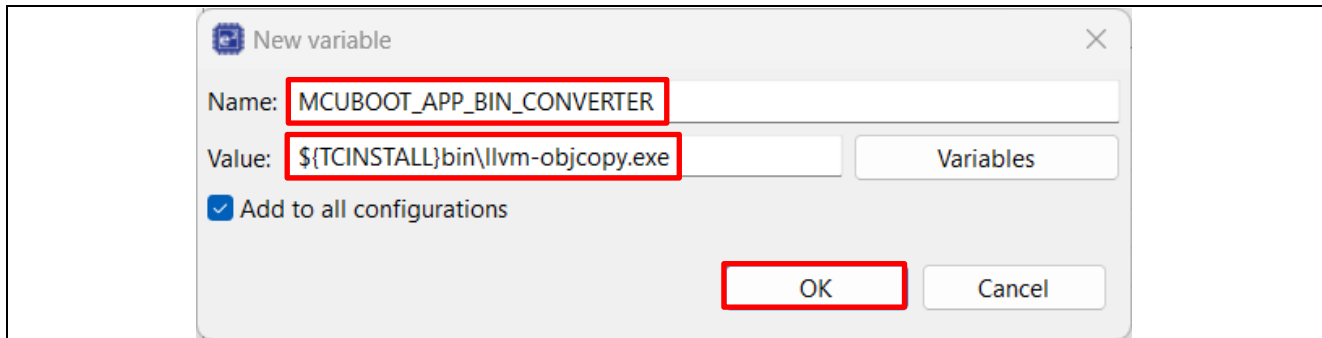 New variable
Name: MCUBOOT_APP_BIN_CONVERTER
Value: ${TCINSTALL}bin\llvm-objcopy.exe Variables
Add to all configurations
OK Cancel